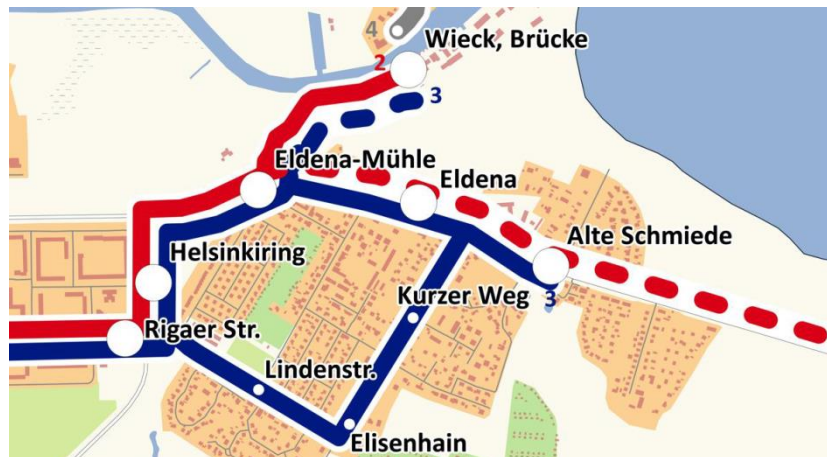 4
Wieck, Brücke
2
3
Eldena-Mühle
Eldena
Alte Schmiede
Helsinkiring
Kurzer Weg
3
Rigaer Str.
Lindenstr.
Elisenhain